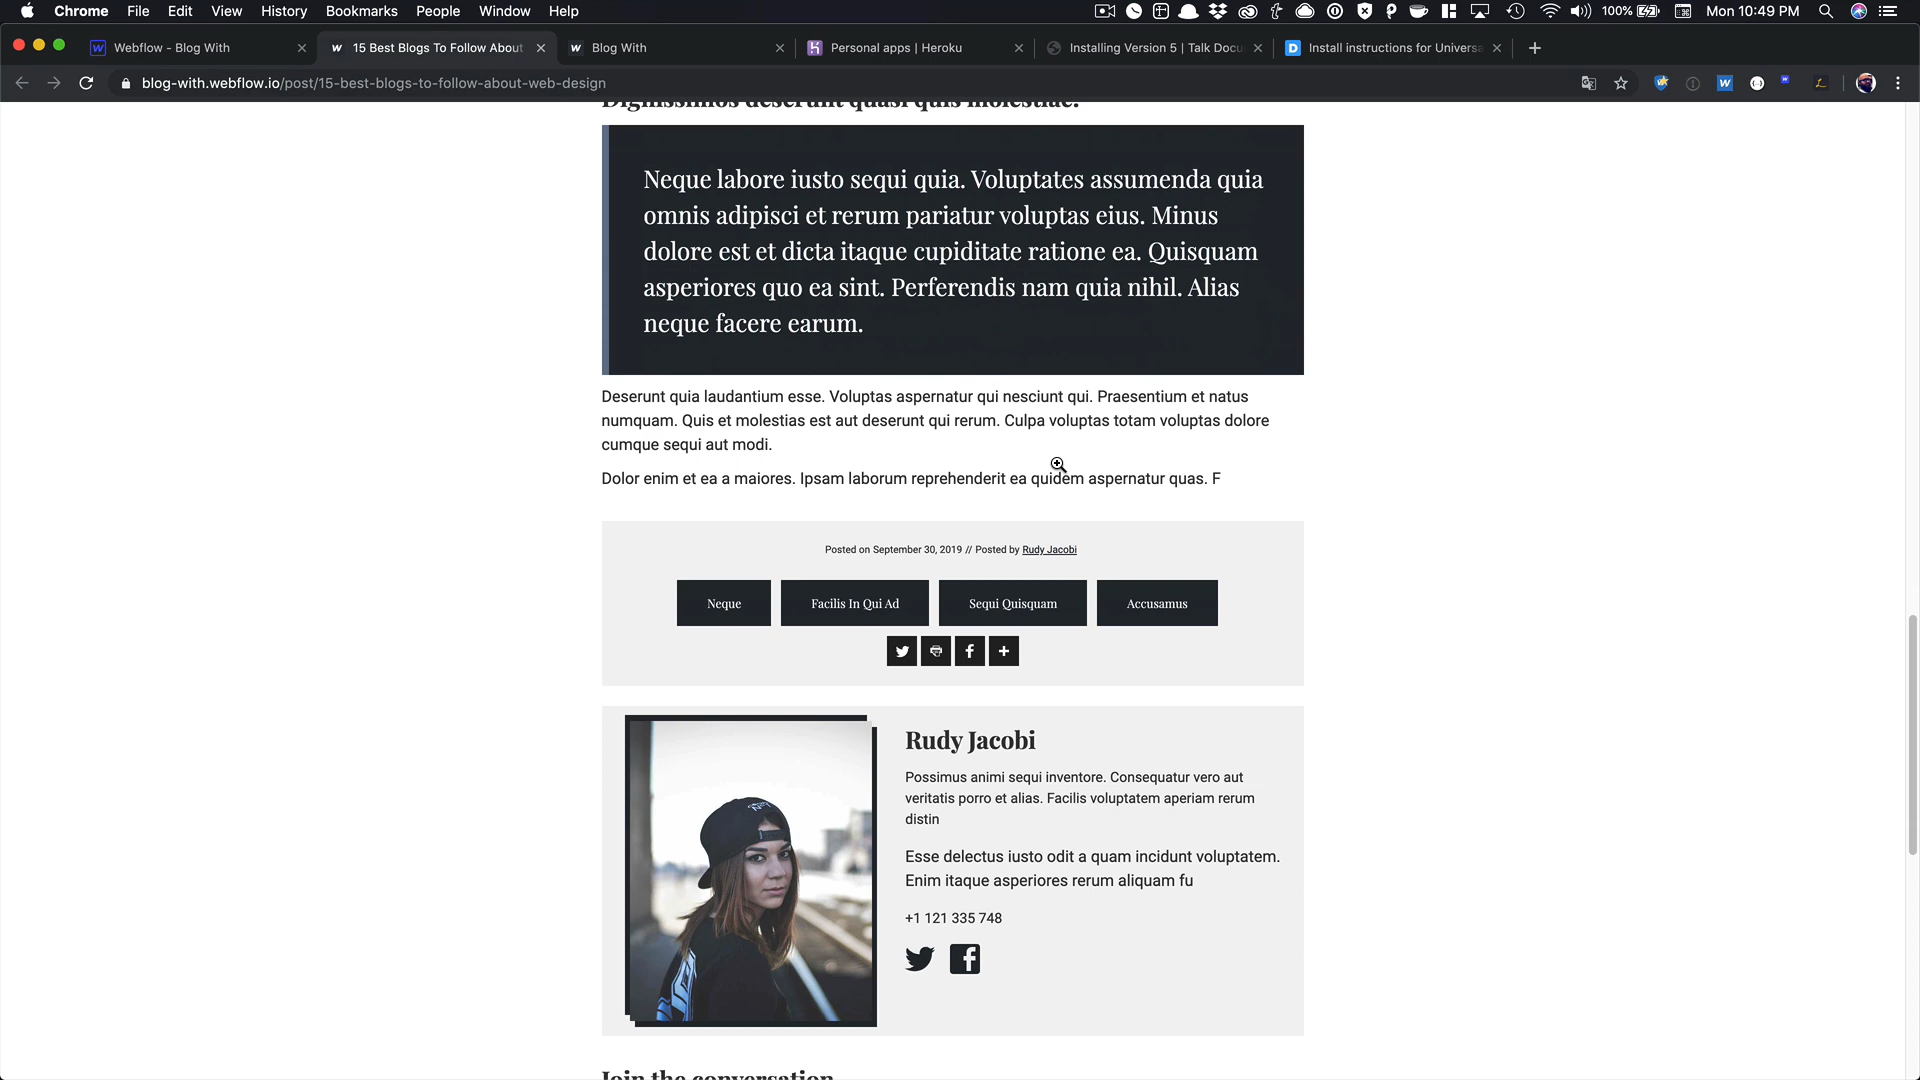 Chrome File Edit View History Bookmarks People Window Help 100% Mon 10:49 PM
Webflow - Blog With
15 Best Blogs To Follow About
Blog With
Personal apps | Heroku
Installing Version 5 | Talk Docu
Install instructions for Universa
blog-with.webflow.io/post/15-best-blogs-to-follow-about-web-design
Dignissimos deserunt quasi quis molestiae.
Neque labore iusto sequi quia. Voluptates assumenda quia
omnis adipisci et rerum pariatur voluptas eius. Minus
dolore est et dicta itaque cupiditate ratione ea. Quisquam
asperiores quo ea sint. Perferendis nam quia nihil. Alias
neque facere earum.
Deserunt quia laudantium esse. Voluptas aspernatur qui nesciunt qui. Praesentium et natus
numquam. Quis et molestias est aut deserunt qui rerum. Culpa voluptas totam voluptas dolore
cumque sequi aut modi.
Dolor enim et ea a maiores. Ipsam laborum reprehenderit ea quidem aspernatur quas. F
Posted on September 30, 2019 // Posted by Rudy Jacobi
Neque
Facilis In Qui Ad
Sequi Quisquam
Accusamus
Rudy Jacobi
Possimus animi sequi inventore. Consequatur vero aut
veritatis porro et alias. Facilis voluptatem aperiam rerum
distin
Esse delectus iusto odit a quam incidunt voluptatem.
Enim itaque asperiores rerum aliquam fu
+1 121 335 748
Join the conversation